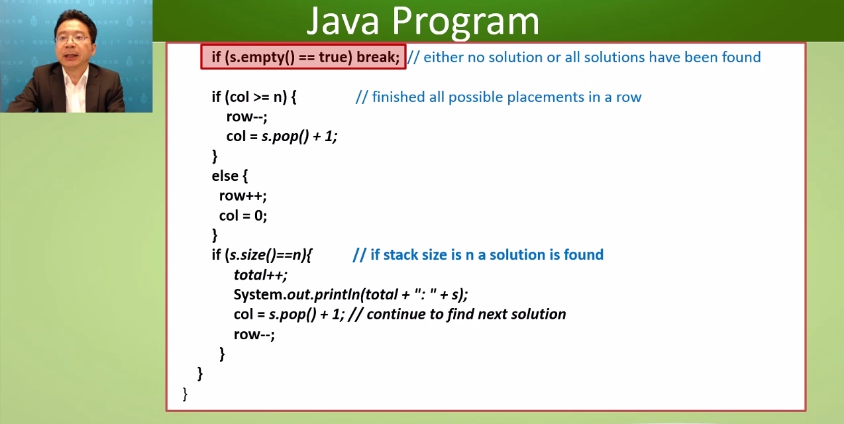 Java Program
if (s.empty() == true) break; // either no solution or all solutions have been found
if (col >= n) { // finished all possible placements in a row
row--;
col = s.pop() + 1;
}
else {
row++;
col = 0;
}
if (s.size()==n){ // if stack size is n a solution is found
total++;
System.out.println(total + ": " + s);
col = s.pop() + 1; // continue to find next solution
row--;
}
}
}